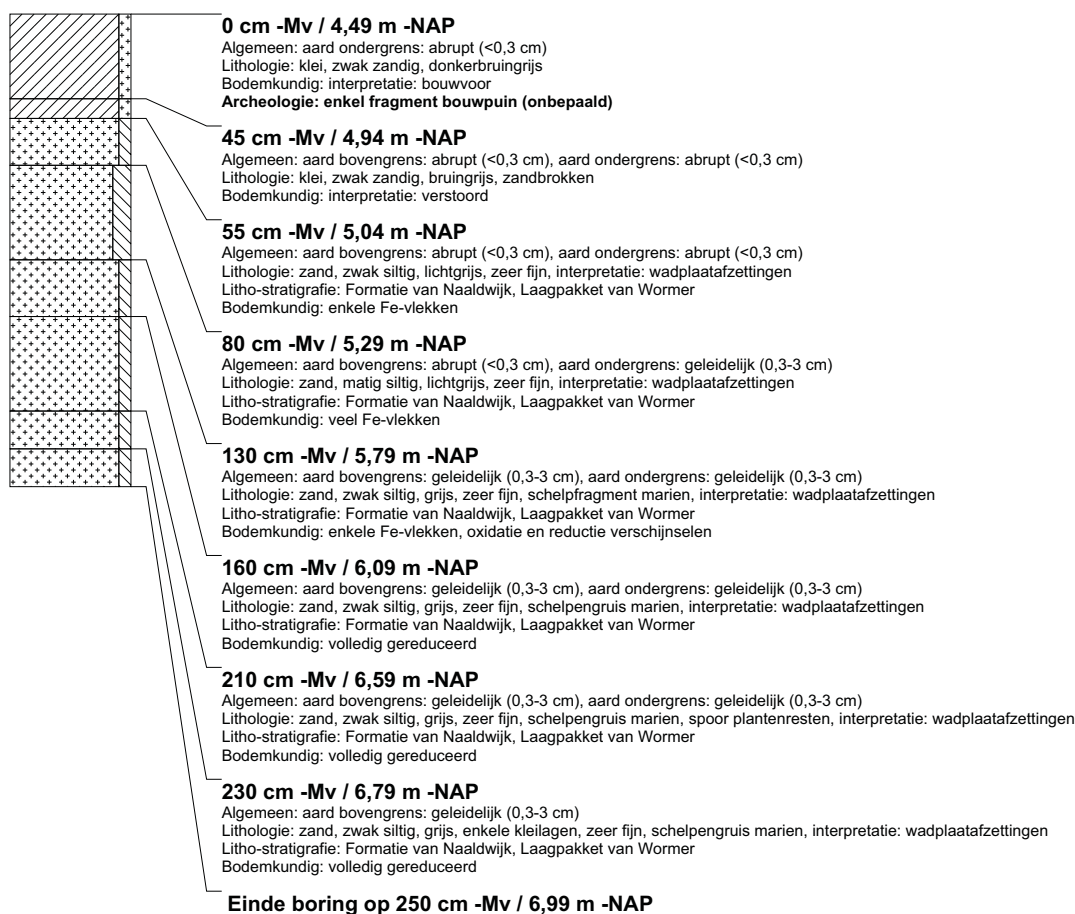 0 cm -Mv / 4,49 m -NAP
Algemeen: aard ondergrens: abrupt (<0,3 cm)
Lithologie: klei, zwak zandig, donkerbruingrijs
Bodemkundig: interpretatie: bouwvoor
Archeologie: enkel fragment bouwpuin (onbepaald)
45 cm -Mv / 4,94 m -NAP
Algemeen: aard bovengrens: abrupt (<0,3 cm), aard ondergrens: abrupt (<0,3 cm)
Lithologie: klei, zwak zandig, bruingrijs, zandbrokken
Bodemkundig: interpretatie: verstoord
55 cm -Mv / 5,04 m -NAP
Algemeen: aard bovengrens: abrupt (<0,3 cm), aard ondergrens: abrupt (<0,3 cm)
Lithologie: zand, zwak siltig, lichtgrijs, zeer fijn, interpretatie: wadplaatafzettingen
Litho-stratigrafie: Formatie van Naaldwijk, Laagpakket van Wormer
Bodemkundig: enkele Fe-vlekken
80 cm -Mv / 5,29 m -NAP
Algemeen: aard bovengrens: abrupt (<0,3 cm), aard ondergrens: geleidelijk (0,3-3 cm)
Lithologie: zand, matig siltig, lichtgrijs, zeer fijn, interpretatie: wadplaatafzettingen
Litho-stratigrafie: Formatie van Naaldwijk, Laagpakket van Wormer
Bodemkundig: veel Fe-vlekken
130 cm -Mv / 5,79 m -NAP
Algemeen: aard bovengrens: geleidelijk (0,3-3 cm), aard ondergrens: geleidelijk (0,3-3 cm)
Lithologie: zand, zwak siltig, grijs, zeer fijn, schelpfragment marien, interpretatie: wadplaatafzettingen
Litho-stratigrafie: Formatie van Naaldwijk, Laagpakket van Wormer
Bodemkundig: enkele Fe-vlekken, oxidatie en reductie verschijnselen
160 cm -Mv / 6,09 m -NAP
Algemeen: aard bovengrens: geleidelijk (0,3-3 cm), aard ondergrens: geleidelijk (0,3-3 cm)
Lithologie: zand, zwak siltig, grijs, zeer fijn, schelpengruis marien, interpretatie: wadplaatafzettingen
Litho-stratigrafie: Formatie van Naaldwijk, Laagpakket van Wormer
Bodemkundig: volledig gereduceerd
210 cm -Mv / 6,59 m -NAP
Algemeen: aard bovengrens: geleidelijk (0,3-3 cm), aard ondergrens: geleidelijk (0,3-3 cm)
Lithologie: zand, zwak siltig, grijs, zeer fijn, schelpengruis marien, spoor plantenresten, interpretatie: wadplaatafzettingen
Litho-stratigrafie: Formatie van Naaldwijk, Laagpakket van Wormer
Bodemkundig: volledig gereduceerd
230 cm -Mv / 6,79 m -NAP
Algemeen: aard bovengrens: geleidelijk (0,3-3 cm)
Lithologie: zand, zwak siltig, grijs, enkele kleilagen, zeer fijn, schelpengruis marien, interpretatie: wadplaatafzettingen
Litho-stratigrafie: Formatie van Naaldwijk, Laagpakket van Wormer
Bodemkundig: volledig gereduceerd
Einde boring op 250 cm -Mv / 6,99 m -NAP